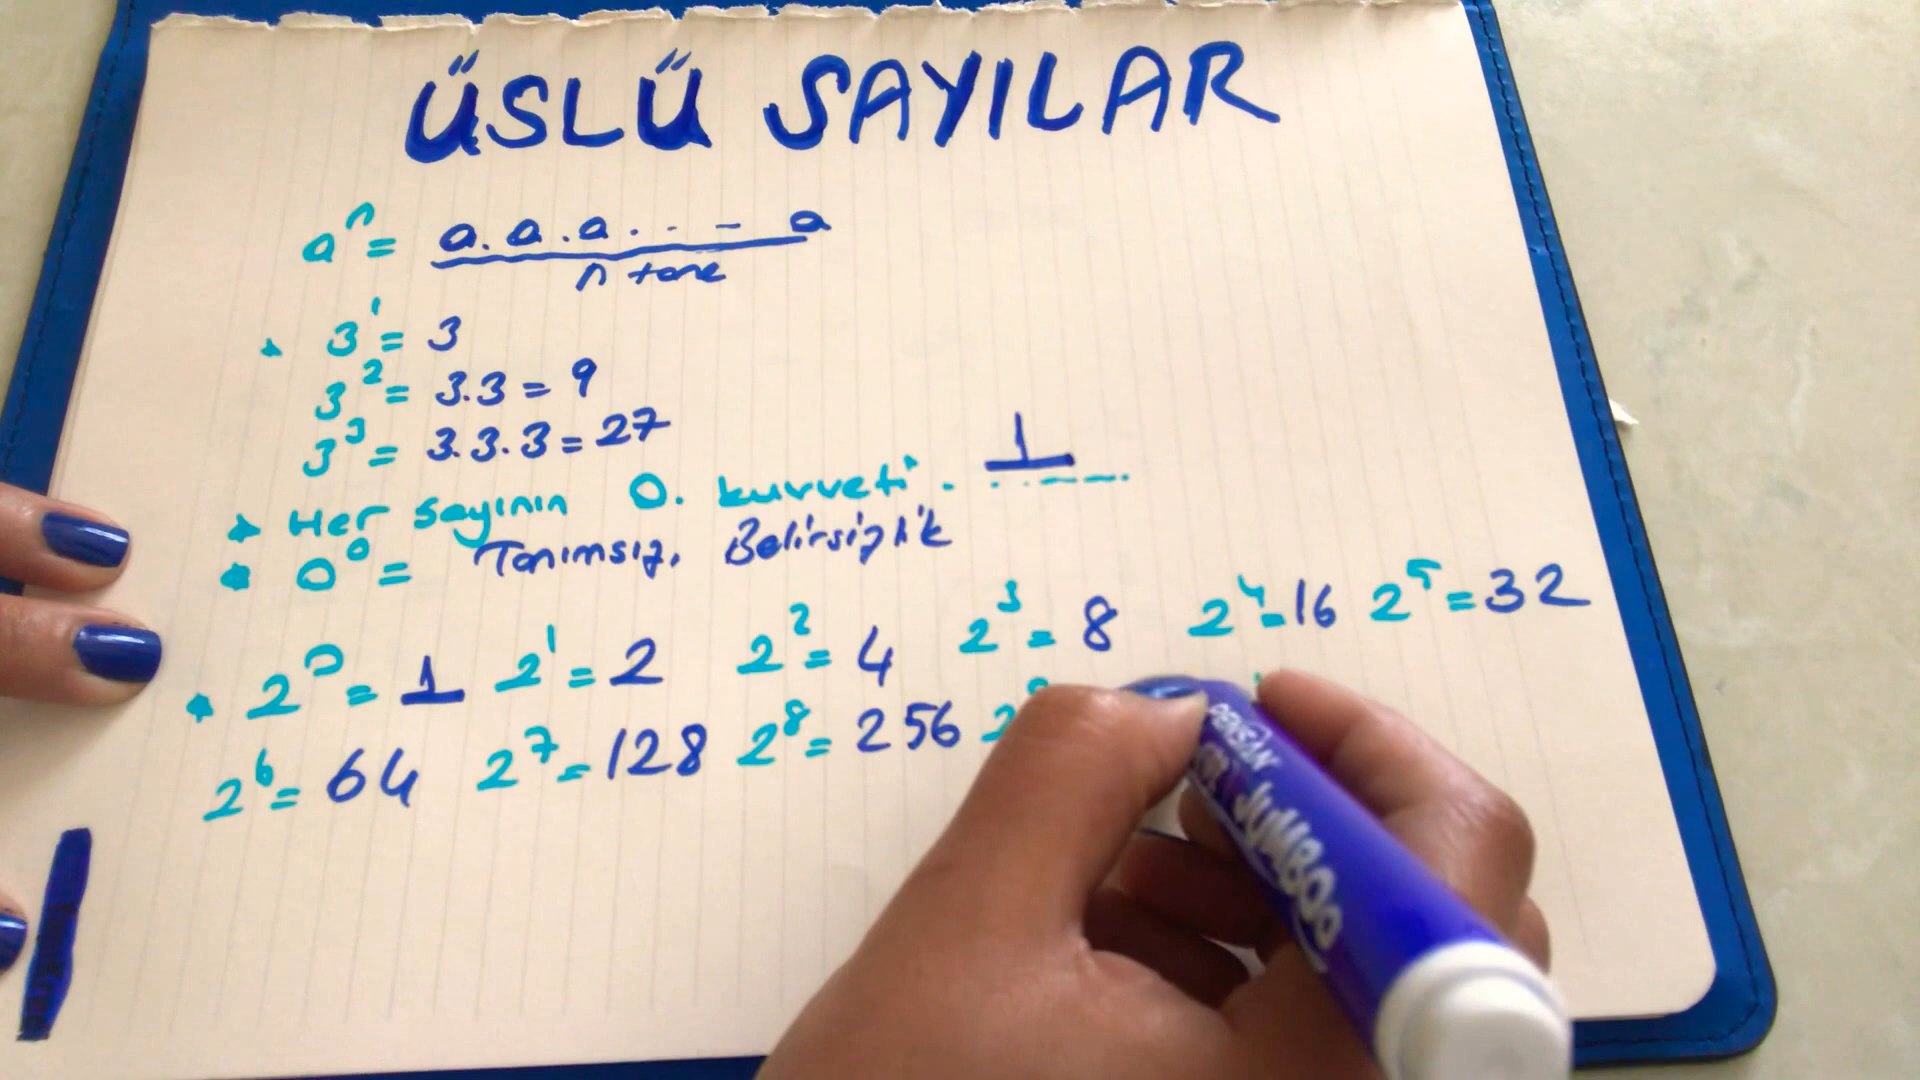 ÜSLÜ SAYILAR
aⁿ = a.a.a. . . - a
n tane
3¹ = 3
3² = 3.3 = 9
3³ = 3.3.3 = 27
Her sayının 0. kuvveti . 1
0⁰ = Tanımsız, Belirsizlik
2⁰ = 1 2¹ = 2 2² = 4 2³ = 8 2⁴ = 16 2⁵ = 32
2⁶ = 64 2⁷ = 128 2⁸ = 256 2
JUMBOO